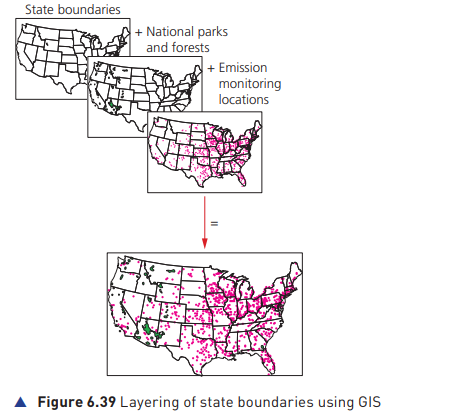 State boundaries
+ National parks
and forests
+ Emission
monitoring
locations
=
▲ Figure 6.39 Layering of state boundaries using GIS